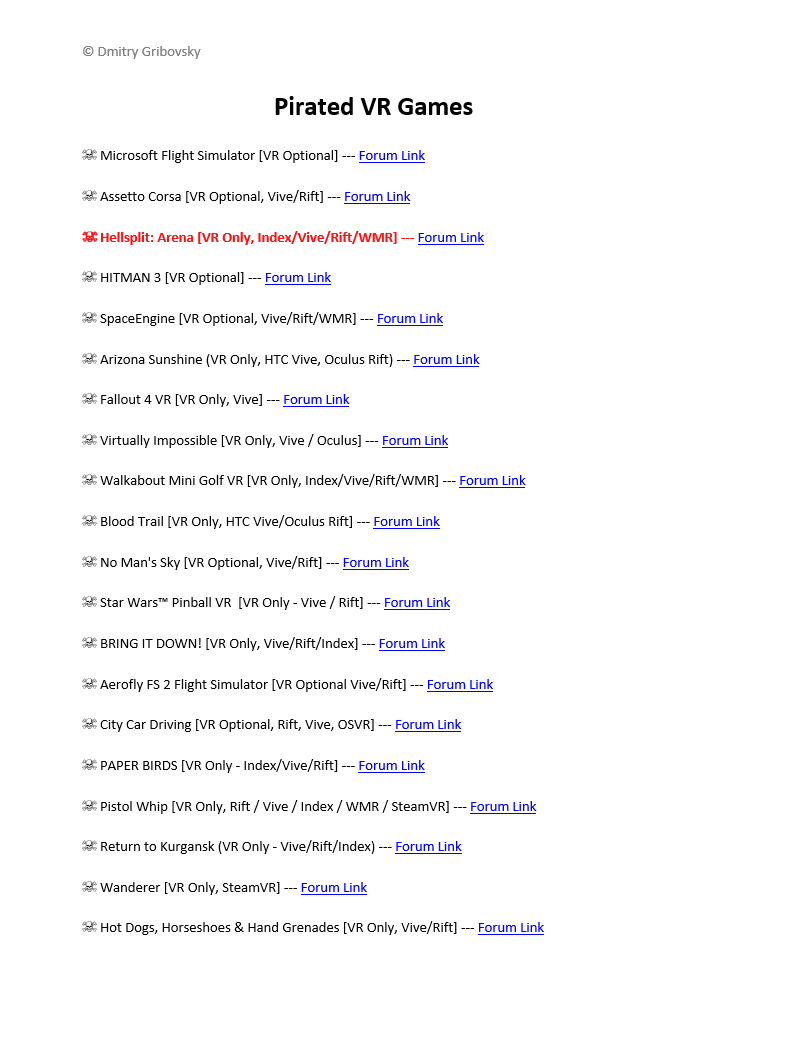 © Dmitry Gribovsky
Pirated VR Games
☠ Microsoft Flight Simulator [VR Optional] --- Forum Link
☠ Assetto Corsa [VR Optional, Vive/Rift] --- Forum Link
☠ Hellsplit: Arena [VR Only, Index/Vive/Rift/WMR] --- Forum Link
☠ HITMAN 3 [VR Optional] --- Forum Link
☠ SpaceEngine [VR Optional, Vive/Rift/WMR] --- Forum Link
☠ Arizona Sunshine (VR Only, HTC Vive, Oculus Rift) --- Forum Link
☠ Fallout 4 VR [VR Only, Vive] --- Forum Link
☠ Virtually Impossible [VR Only, Vive / Oculus] --- Forum Link
☠ Walkabout Mini Golf VR [VR Only, Index/Vive/Rift/WMR] --- Forum Link
☠ Blood Trail [VR Only, HTC Vive/Oculus Rift] --- Forum Link
☠ No Man's Sky [VR Optional, Vive/Rift] --- Forum Link
☠ Star Wars™ Pinball VR  [VR Only - Vive / Rift] --- Forum Link
☠ BRING IT DOWN! [VR Only, Vive/Rift/Index] --- Forum Link
☠ Aerofly FS 2 Flight Simulator [VR Optional Vive/Rift] --- Forum Link
☠ City Car Driving [VR Optional, Rift, Vive, OSVR] --- Forum Link
☠ PAPER BIRDS [VR Only - Index/Vive/Rift] --- Forum Link
☠ Pistol Whip [VR Only, Rift / Vive / Index / WMR / SteamVR] --- Forum Link
☠ Return to Kurgansk (VR Only - Vive/Rift/Index) --- Forum Link
☠ Wanderer [VR Only, SteamVR] --- Forum Link
☠ Hot Dogs, Horseshoes & Hand Grenades [VR Only, Vive/Rift] --- Forum Link